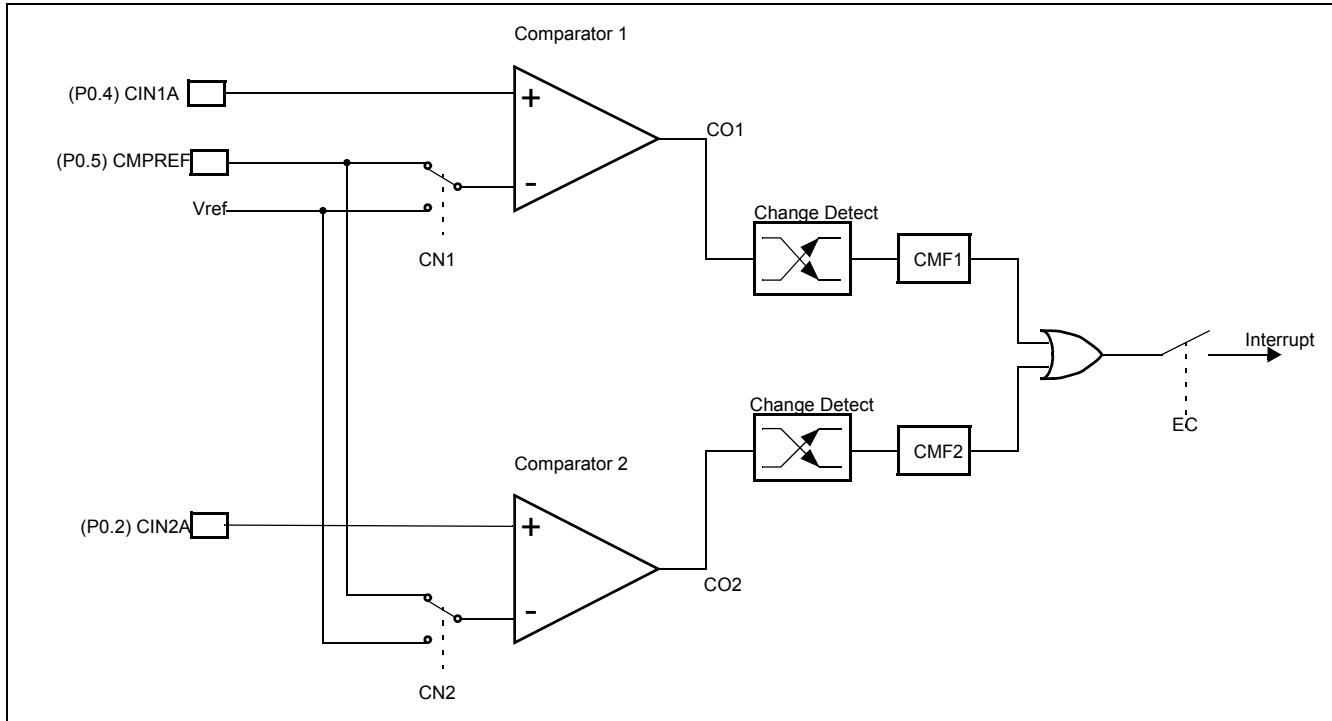 Comparator 1
(P0.4) CIN1A
+
CO1
(P0.5) CMPREF
-
Vref
Change Detect
CN1
CMF1
Interrupt
Change Detect
EC
CMF2
Comparator 2
(P0.2) CIN2A
+
CO2
-
CN2